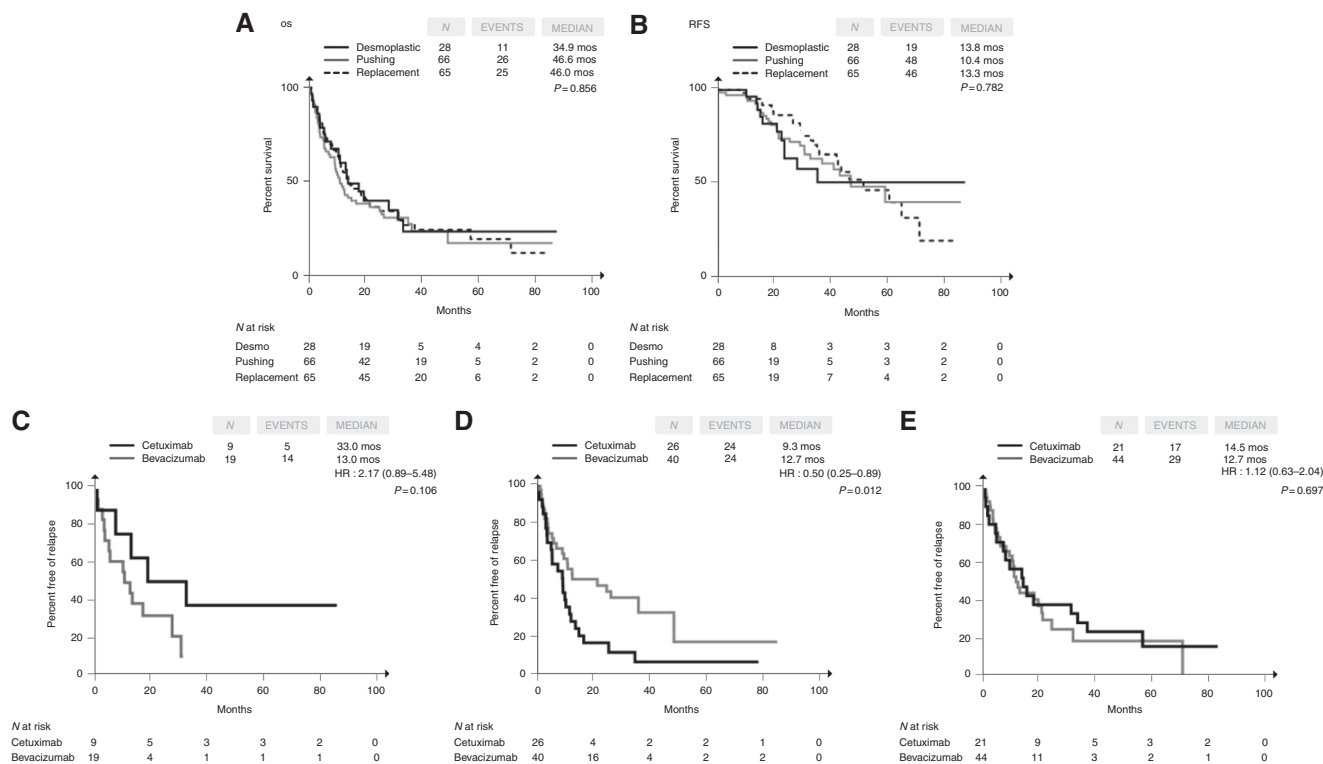 A
os
N EVENTS MEDIAN
Desmoplastic 28 11 34.9 mos
Pushing 66 26 46.6 mos
Replacement 65 25 46.0 mos
P=0.856
100
50
0
Percent survival
0 20 40 60 80 100
Months
N at risk
Desmo 28 19 5 4 2 0
Pushing 66 42 19 5 2 0
Replacement 65 45 20 6 2 0
B
RFS
N EVENTS MEDIAN
Desmoplastic 28 19 13.8 mos
Pushing 66 48 10.4 mos
Replacement 65 46 13.3 mos
P=0.782
100
50
0
Percent survival
0 20 40 60 80 100
Months
N at risk
Desmo 28 8 3 3 2 0
Pushing 66 19 5 3 2 0
Replacement 65 19 7 4 2 0
C
N EVENTS MEDIAN
Cetuximab 9 5 33.0 mos
Bevacizumab 19 14 13.0 mos
HR : 2.17 (0.89–5.48)
P=0.106
100
80
60
40
20
0
Percent free of relapse
0 20 40 60 80 100
Months
N at risk
Cetuximab 9 5 3 3 2 0
Bevacizumab 19 4 1 1 1 0
D
N EVENTS MEDIAN
Cetuximab 26 24 9.3 mos
Bevacizumab 40 24 12.7 mos
HR : 0.50 (0.25–0.89)
P=0.012
100
80
60
40
20
0
Percent free of relapse
0 20 40 60 80 100
Months
N at risk
Cetuximab 26 4 2 2 1 0
Bevacizumab 40 16 4 2 2 0
E
N EVENTS MEDIAN
Cetuximab 21 17 14.5 mos
Bevacizumab 44 29 12.7 mos
HR : 1.12 (0.63–2.04)
P=0.697
100
80
60
40
20
0
Percent free of relapse
0 20 40 60 80 100
Months
N at risk
Cetuximab 21 9 5 3 2 0
Bevacizumab 44 11 3 2 1 0